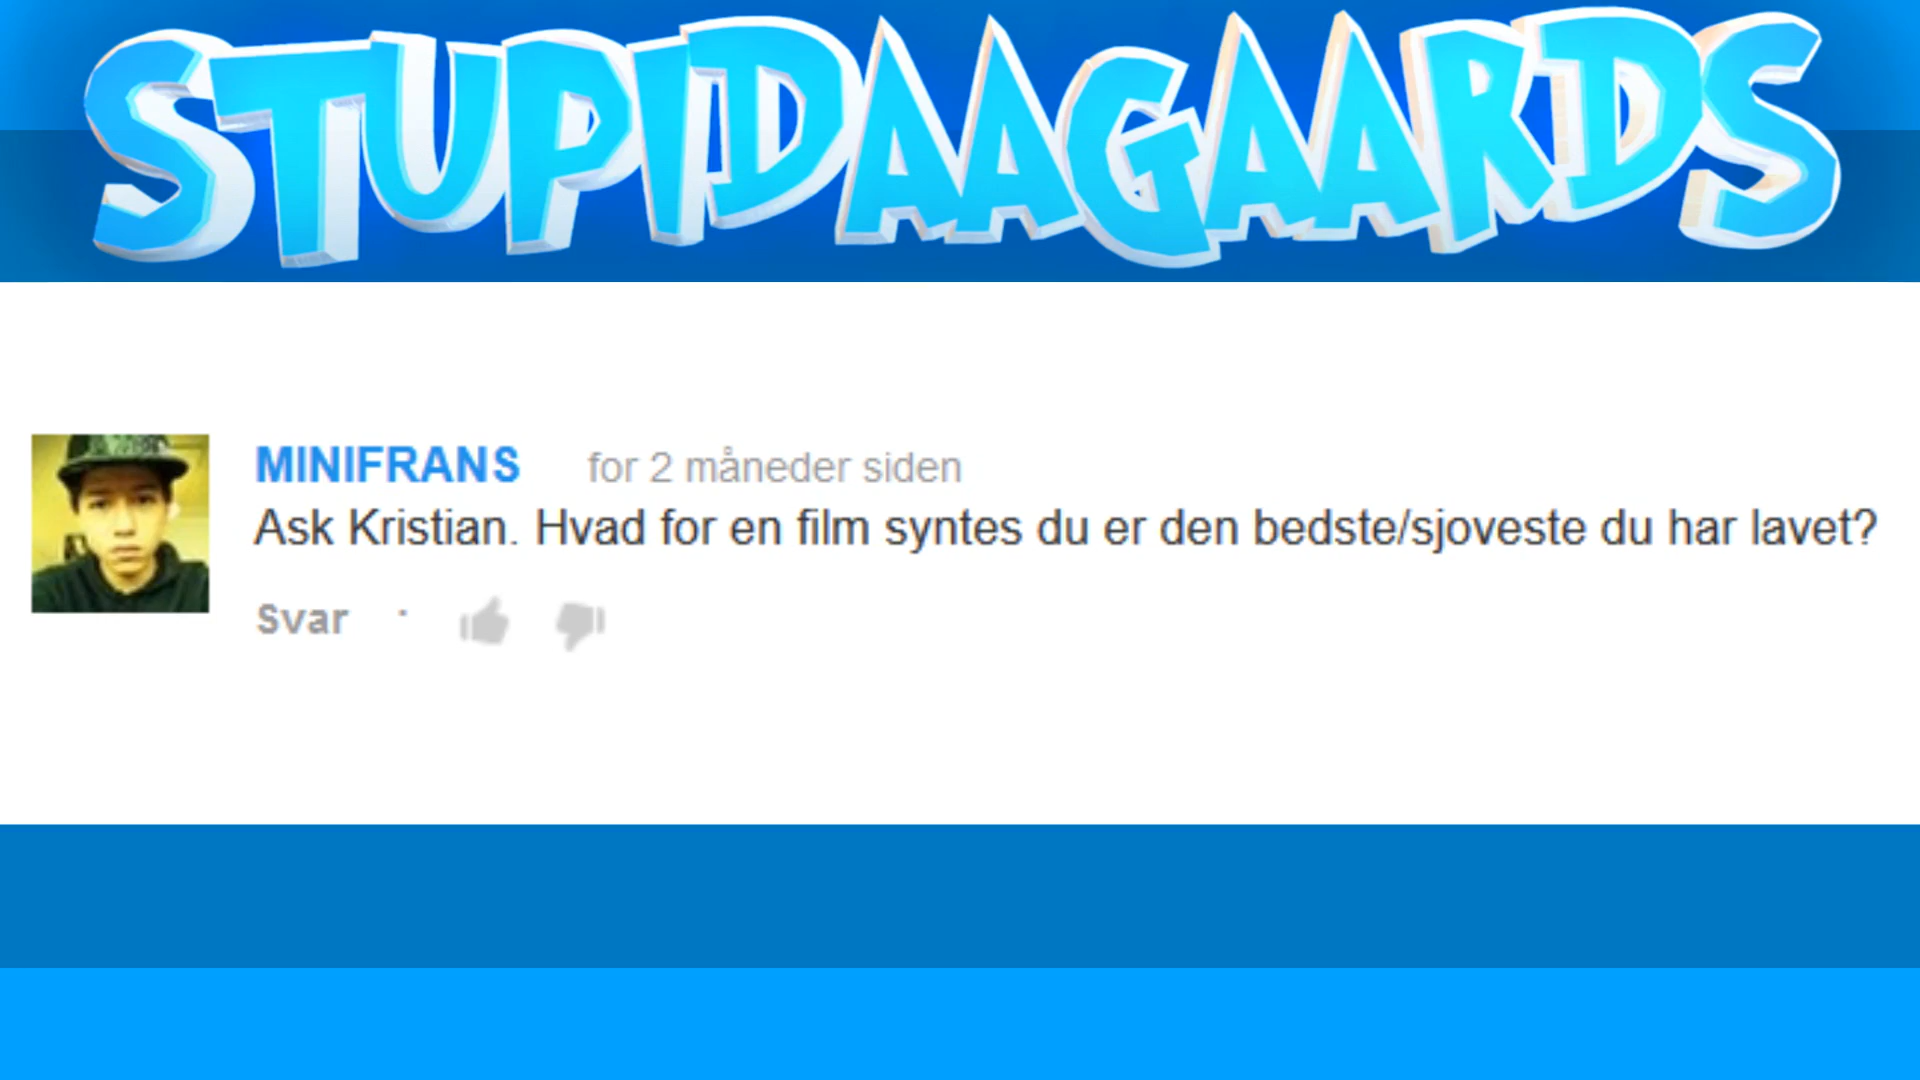 STUPIDAAGAARDS
MINIFRANS for 2 måneder siden
Ask Kristian. Hvad for en film syntes du er den bedste/sjoveste du har lavet?
Svar ·